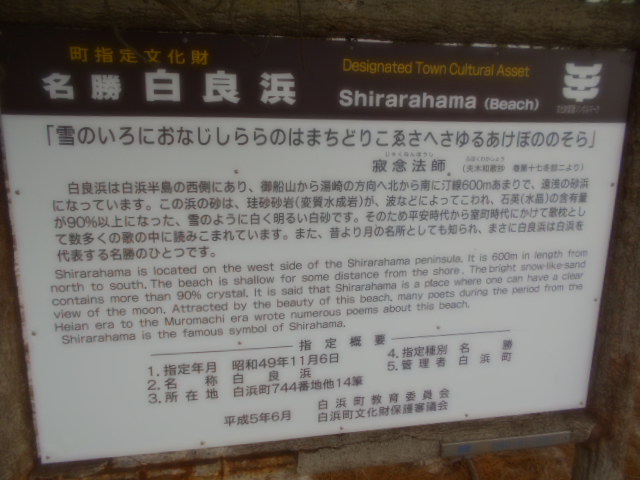 町指定文化財
Designated Town Cultural Asset
名勝 白良浜
Shirarahama (Beach)
「雪のいろにおなじしららのはまちどりこゑさへさゆるあけぼののそら」
寂念法師
白良浜は白浜半島の西側にあり、御船山から湯崎の方向へ北から南に汀線600mあまりで、遠浅の砂浜
になっています。この浜の砂は、珪砂砂岩(変質水成岩)が、波などによってこわれ、石英(水晶)の含有量
が90%以上になった、雪のように白く明るい白砂です。そのため平安時代から室町時代にかけて歌枕とし
て数多くの歌の中に読みこまれています。また、昔より月の名所としても知られ、まさに白良浜は白浜を
代表する名勝のひとつです。
Shirarahama is located on the west side of the Shirarahama peninsula. It is 600m in length from
north to south. The beach is shallow for some distance from the shore. The bright snow-like-sand
contains more than 90% crystal. It is said that Shirarahama is a place where one can have a clear
view of the moon. Attracted by the beauty of this beach, many poets during the period from the
Heian era to the Muromachi era wrote numerous poems about this beach.
Shirarahama is the famous symbol of Shirahama.
指定概要
1. 指定年月 昭和49年11月6日
2. 名 称 白 良 浜
3. 所在地 白浜町744番地他14筆
4. 指定種別 名 勝
5. 管理者 白 浜 町
平成5年6月
白浜町教育委員会
白浜町文化財保護審議会